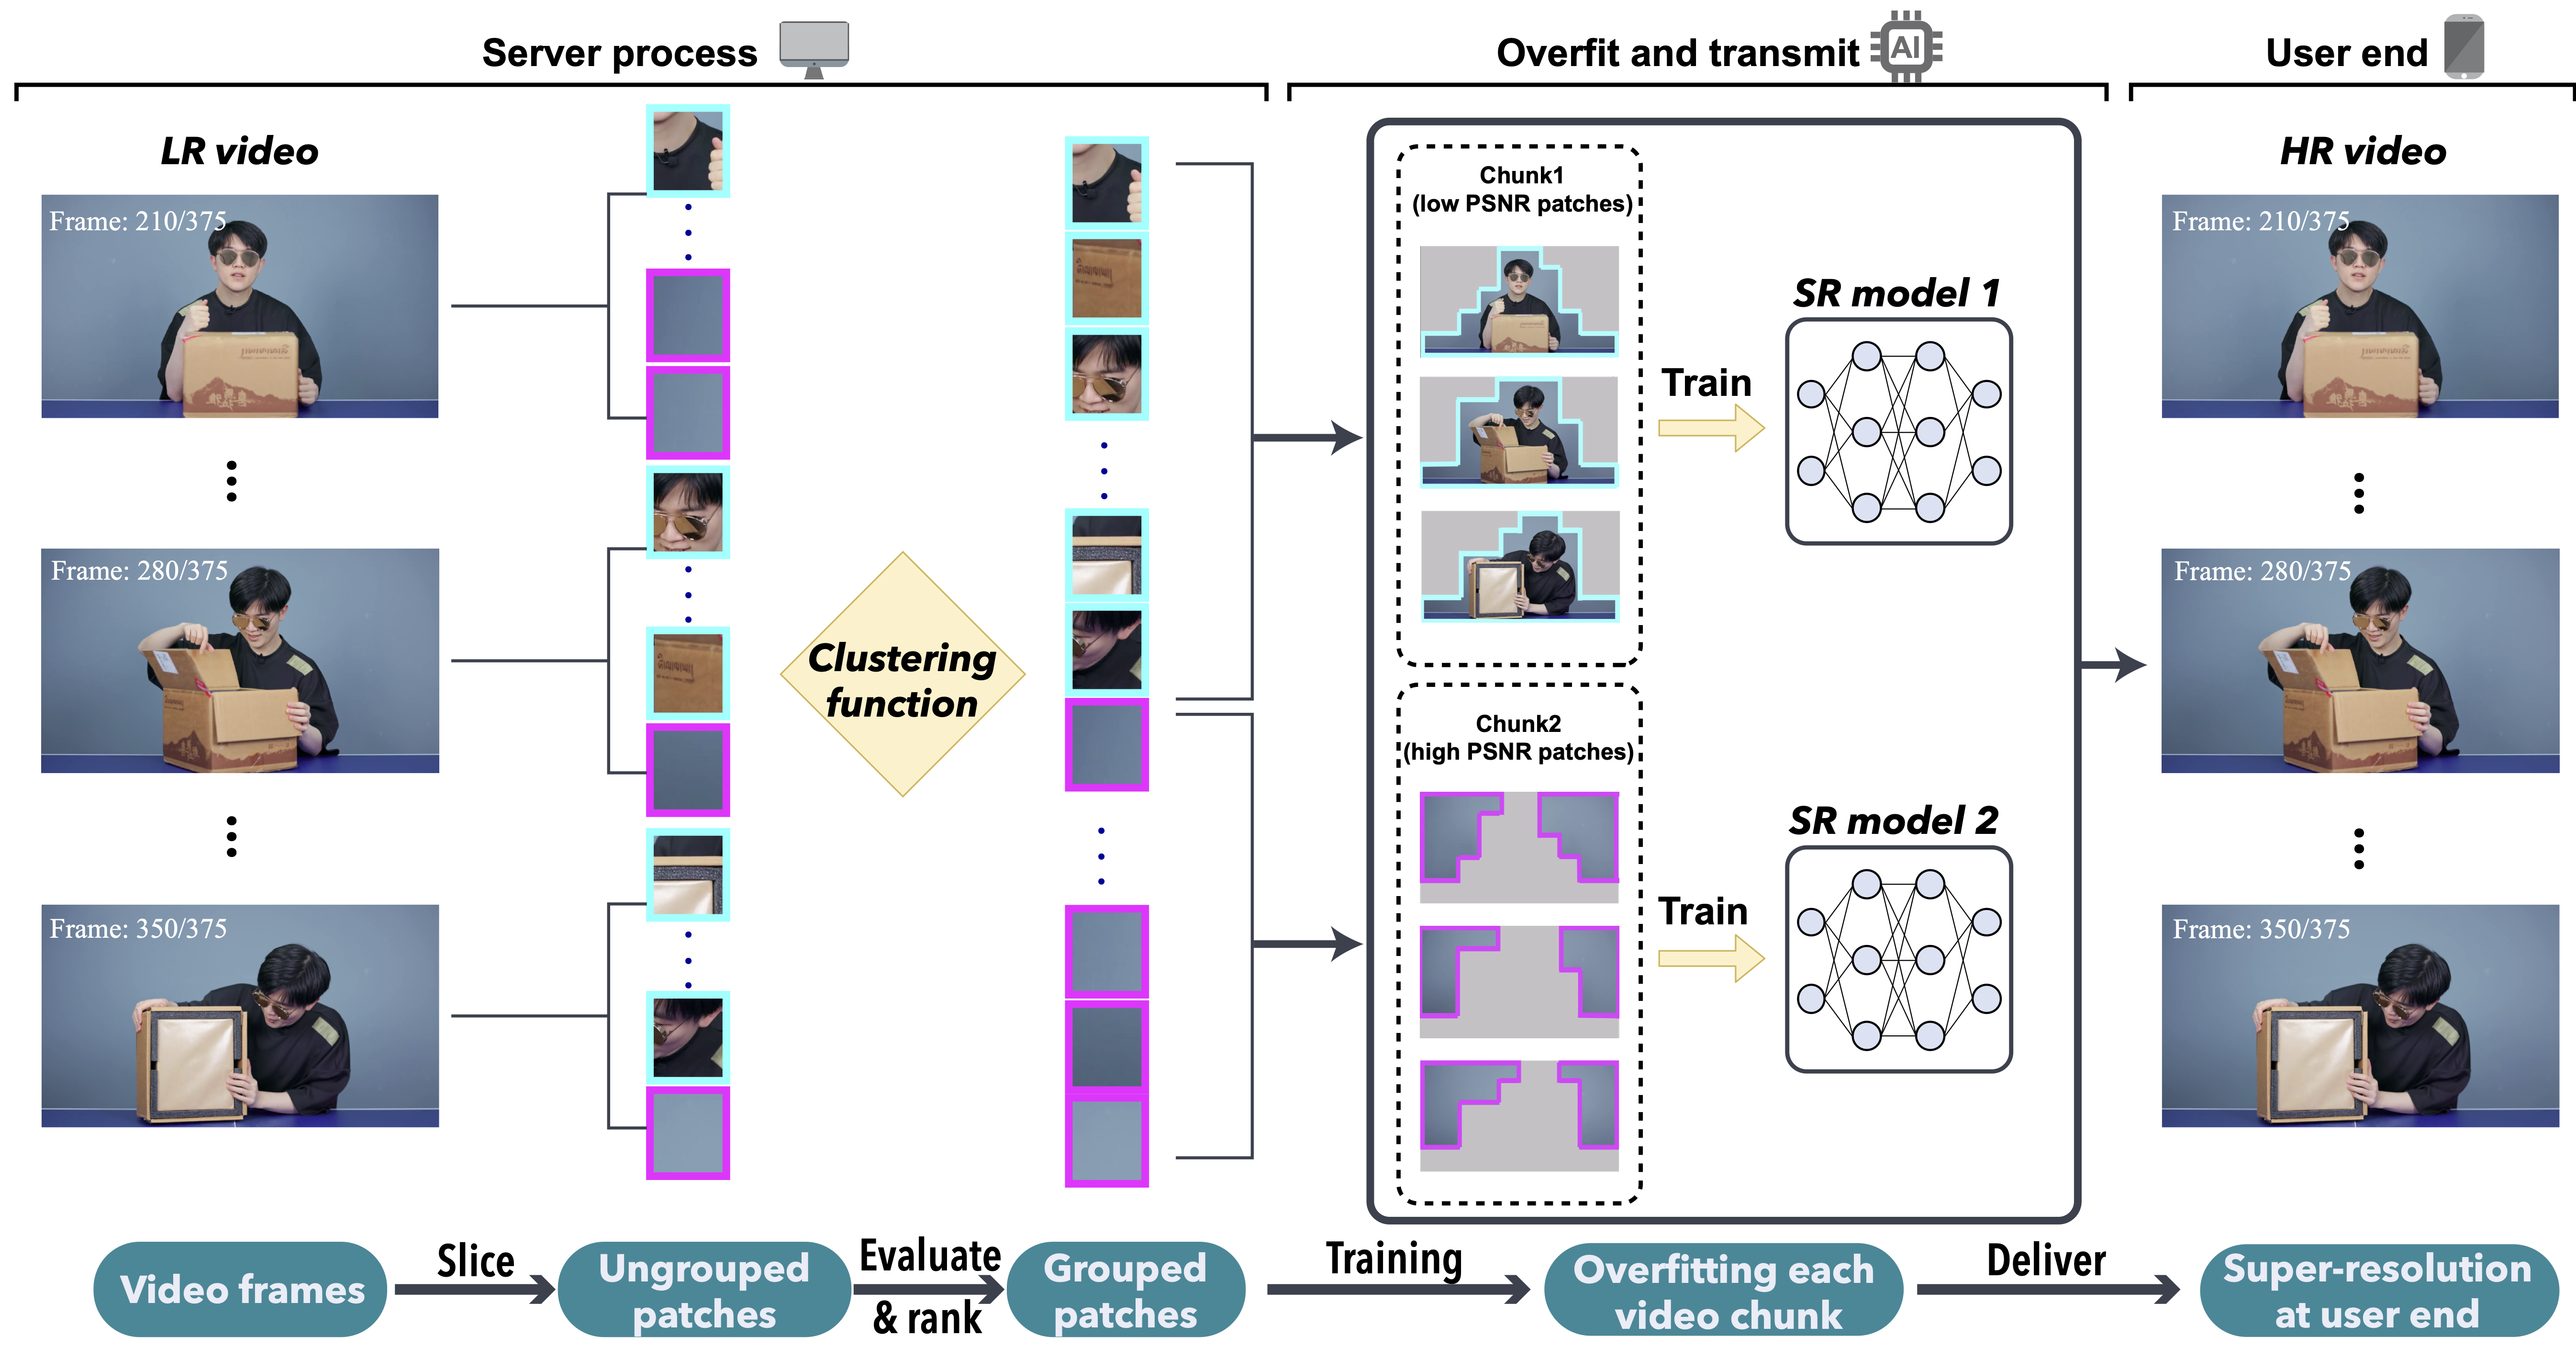 Server process
Overfit and transmit
AI
User end
LR video
HR video
Frame: 210/375
Frame: 280/375
Frame: 350/375
Clustering
function
Chunk1
(low PSNR patches)
Train
SR model 1
Chunk2
(high PSNR patches)
Train
SR model 2
Frame: 210/375
Frame: 280/375
Frame: 350/375
Video frames
Slice
Ungrouped
patches
Evaluate
& rank
Grouped
patches
Training
Overfitting each
video chunk
Deliver
Super-resolution
at user end